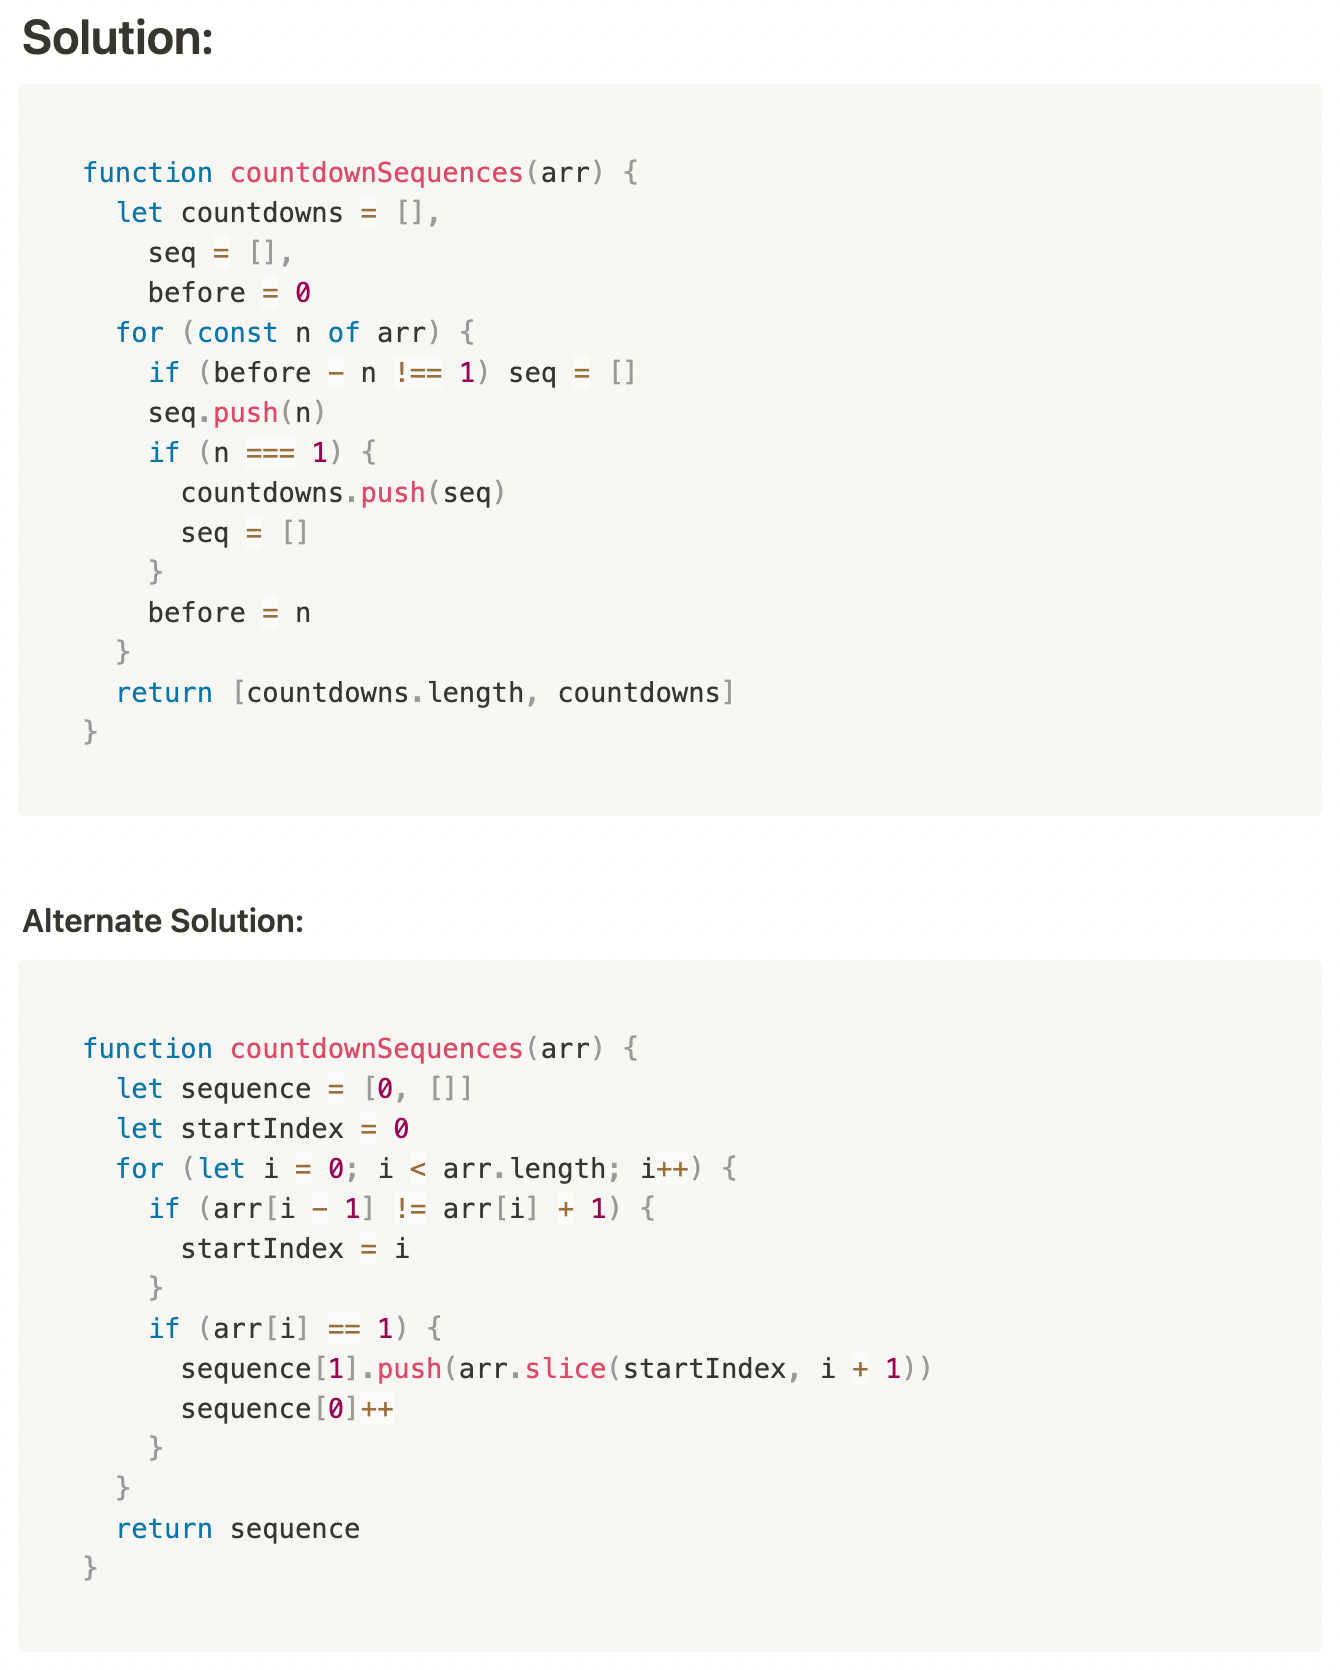 Solution:
function countdownSequences(arr) {
  let countdowns = [],
    seq = [],
    before = 0
  for (const n of arr) {
    if (before - n !== 1) seq = []
    seq.push(n)
    if (n === 1) {
      countdowns.push(seq)
      seq = []
    }
    before = n
  }
  return [countdowns.length, countdowns]
}
Alternate Solution:
function countdownSequences(arr) {
  let sequence = [0, []]
  let startIndex = 0
  for (let i = 0; i < arr.length; i++) {
    if (arr[i - 1] != arr[i] + 1) {
      startIndex = i
    }
    if (arr[i] == 1) {
      sequence[1].push(arr.slice(startIndex, i + 1))
      sequence[0]++
    }
  }
  return sequence
}